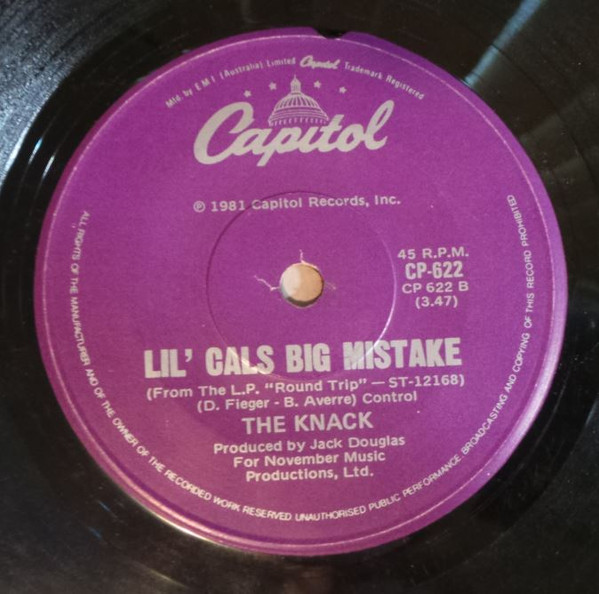 Mfd. by E M I (Australia) Limited Capitol Trademark Registered
Capitol
℗ 1981 Capitol Records, Inc.
45 R.P.M.
CP-622
CP 622 B
(3.47)
LIL' CALS BIG MISTAKE
(From The L.P. "Round Trip" — ST-12168)
(D. Fieger - B. Averre) Control
THE KNACK
Produced by Jack Douglas
For November Music
Productions, Ltd.
ALL RIGHTS OF THE MANUFACTURER AND OF THE OWNER OF THE RECORDED WORK RESERVED UNAUTHORISED PUBLIC PERFORMANCE BROADCASTING AND COPYING OF THIS RECORD PROHIBITED